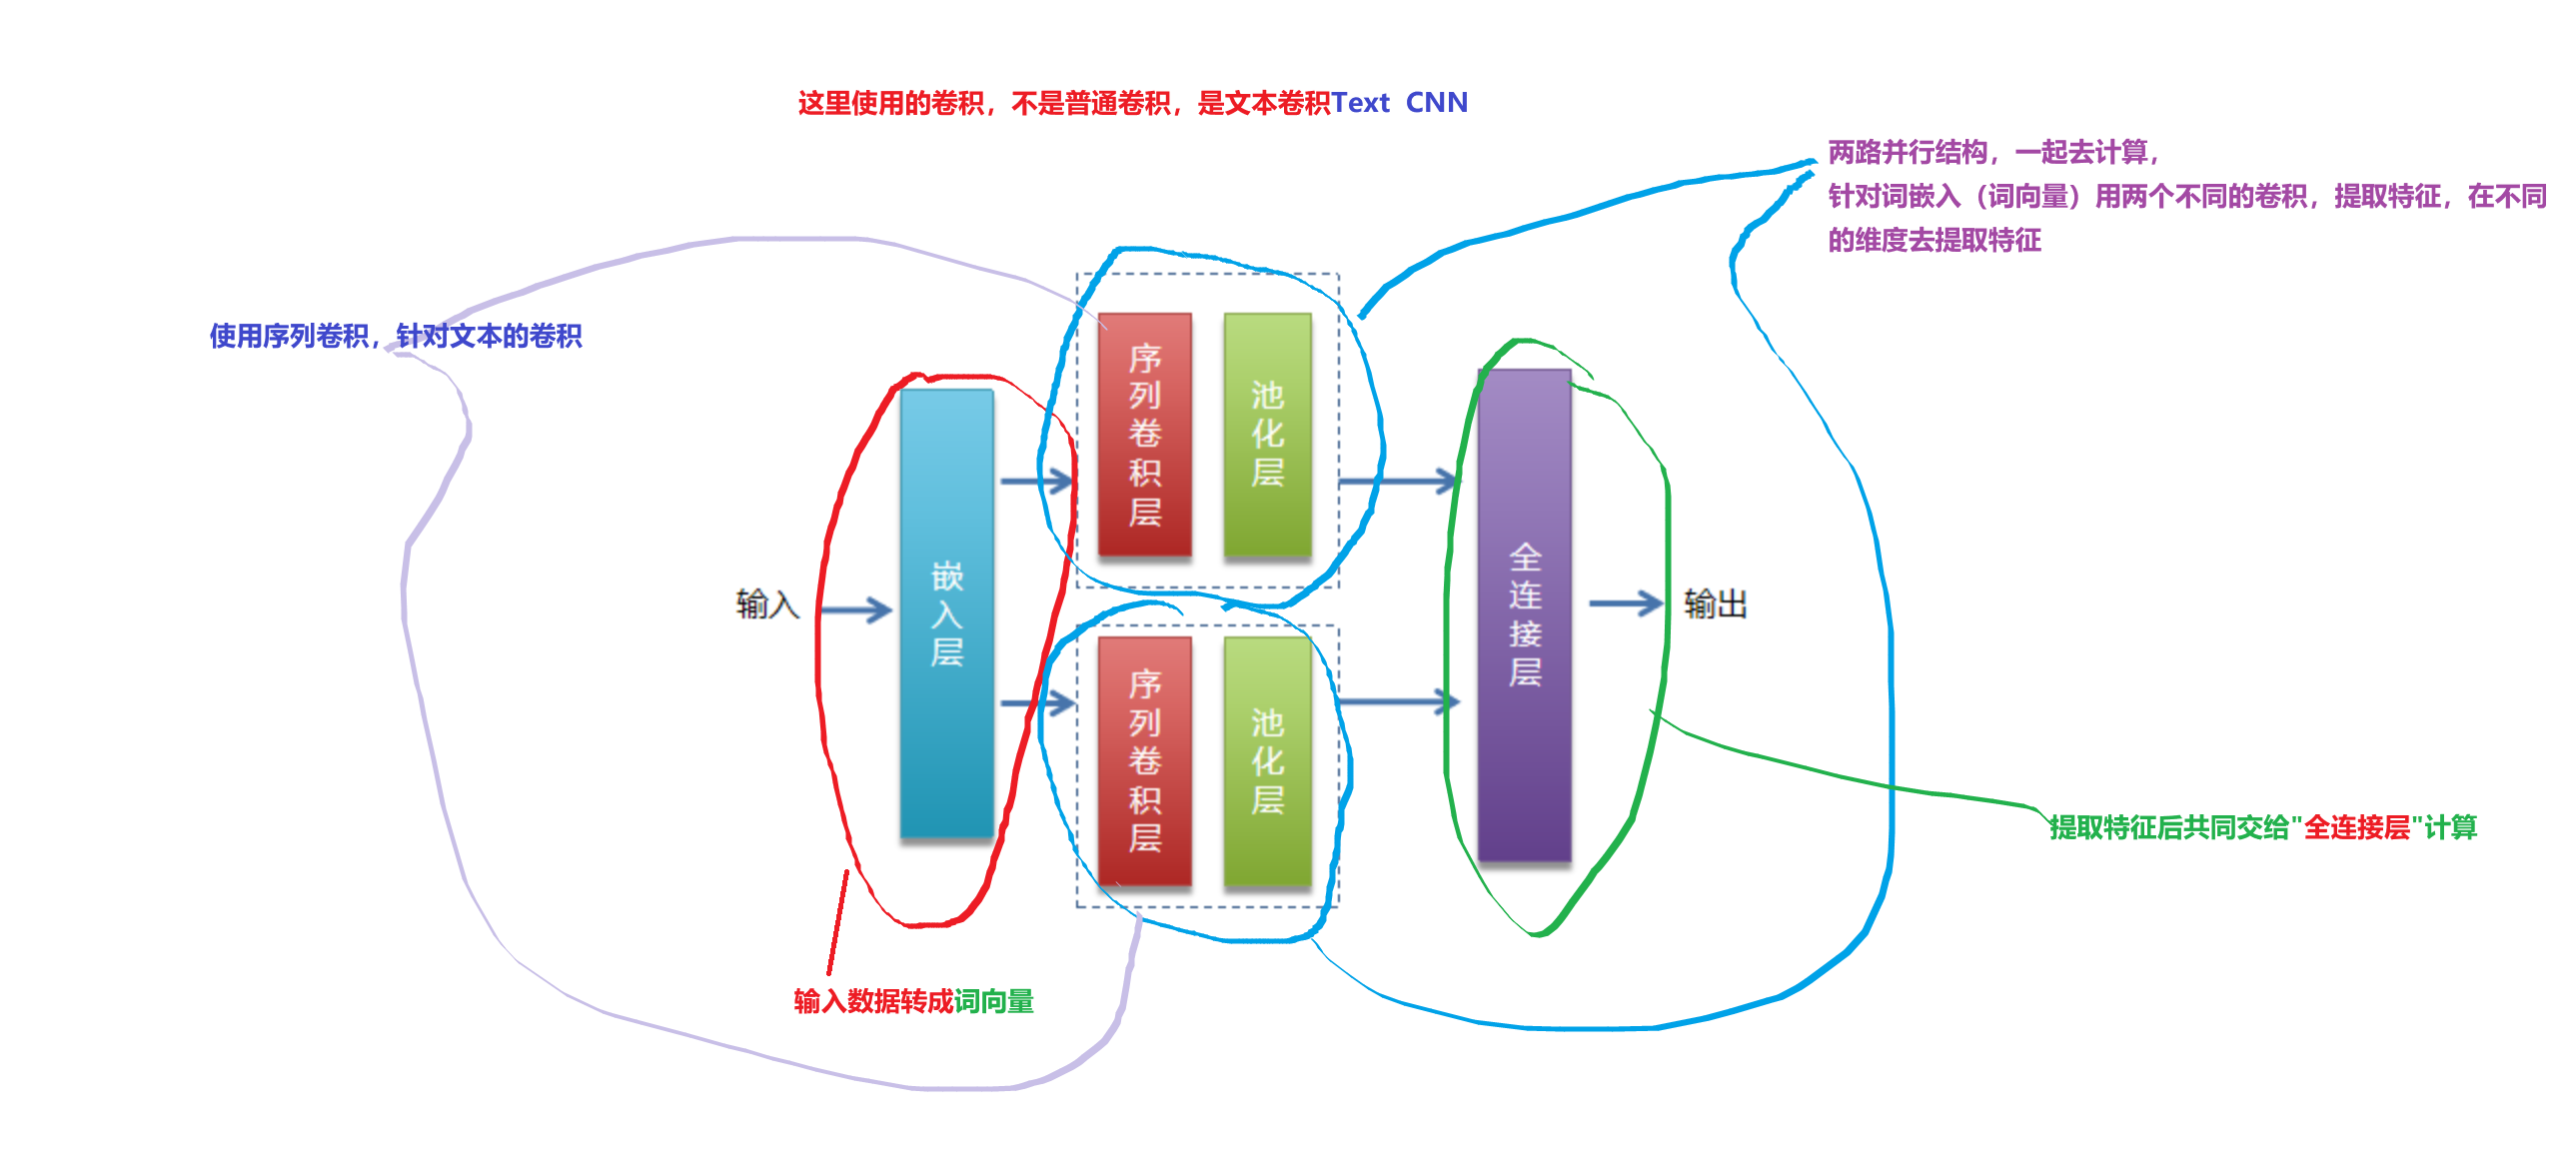 这里使用的卷积，不是普通卷积，是文本卷积Text CNN
两路并行结构，一起去计算，
针对词嵌入（词向量）用两个不同的卷积，提取特征，在不同
的维度去提取特征
使用序列卷积，针对文本的卷积
输入
嵌入层
序列卷积层
池化层
序列卷积层
池化层
全连接层
输出
提取特征后共同交给"全连接层"计算
输入数据转成词向量